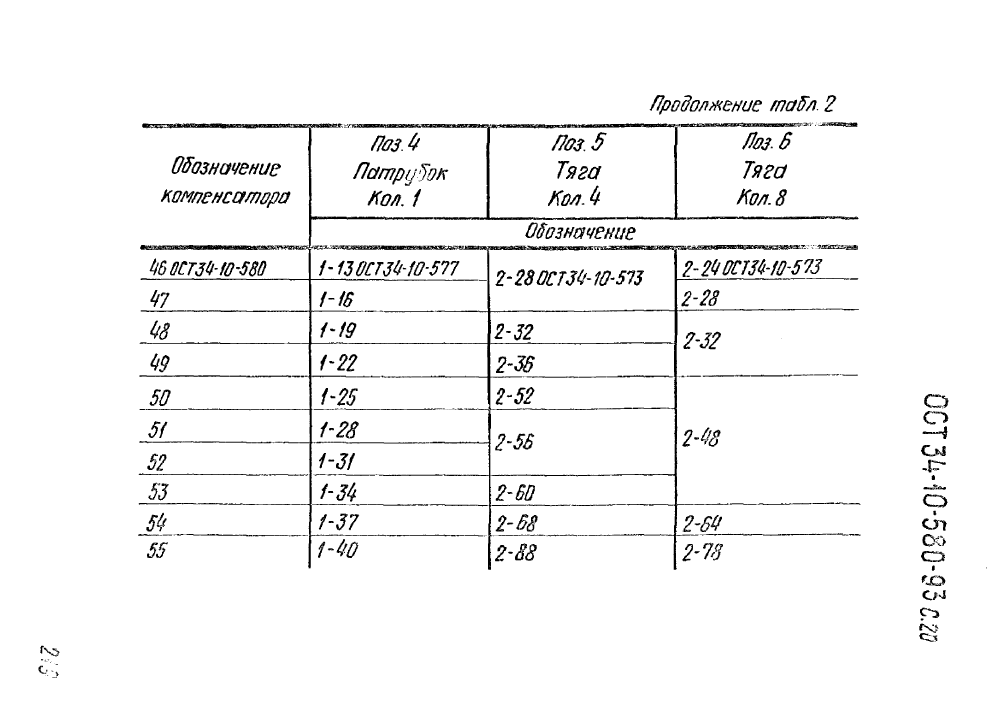 Продолжение табл. 2
Обозначение компенсатора
Поз. 4 Патрубок Кол. 1
Поз. 5 Тяга Кол. 4
Поз. 6 Тяга Кол. 8
Обозначение
46 ОСТ34-10-580 1-13 ОСТ34-10-577 2-28 ОСТ34-10-573 2-24 ОСТ34-10-573
47 1-16 2-28
48 1-19 2-32 2-32
49 1-22 2-36
50 1-25 2-52 2-48
51 1-28 2-56
52 1-31
53 1-34 2-60
54 1-37 2-68 2-64
55 1-40 2-88 2-78
ОСТ 34-10-580-93 С.20